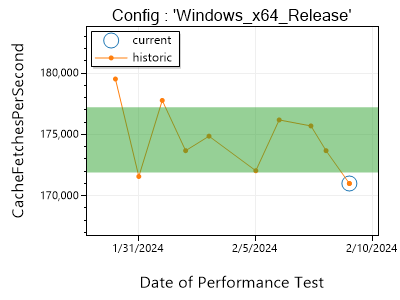 Config : 'Windows_x64_Release'
current
historic
CacheFetchesPerSecond
180,000
175,000
170,000
1/31/2024
2/5/2024
2/10/2024
Date of Performance Test